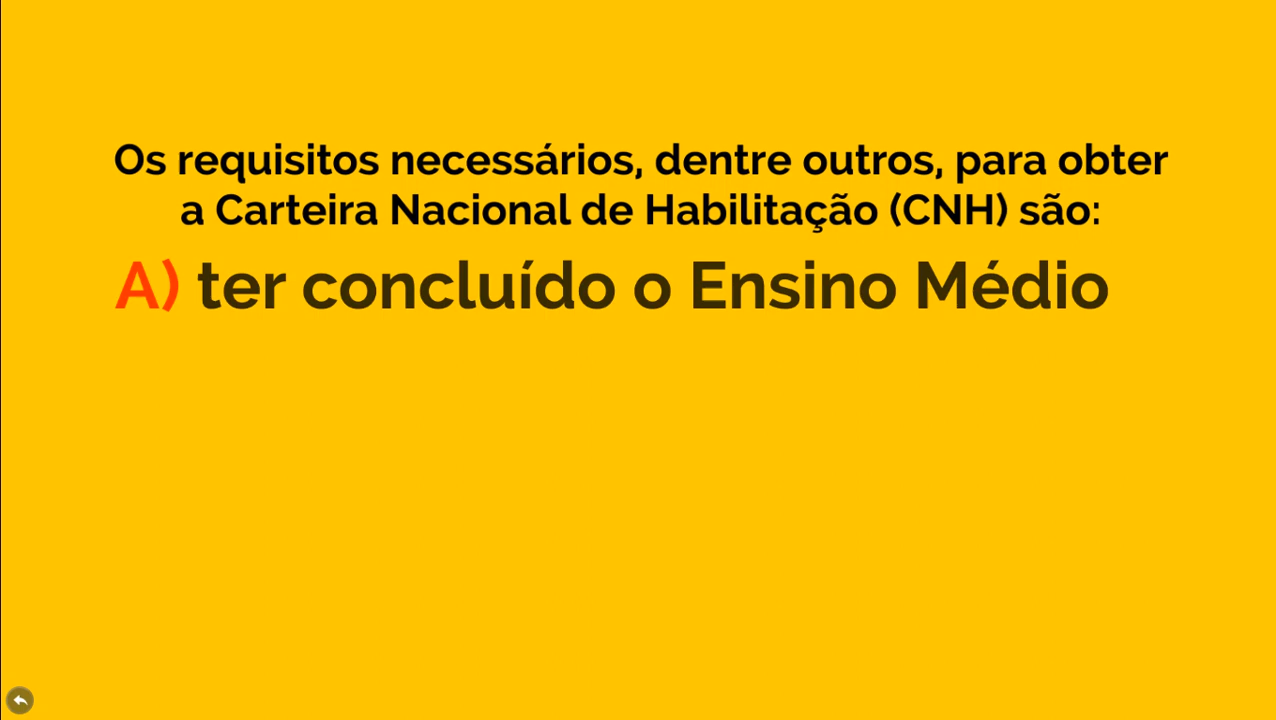 Os requisitos necessários, dentre outros, para obter
a Carteira Nacional de Habilitação (CNH) são:
A) ter concluído o Ensino Médio